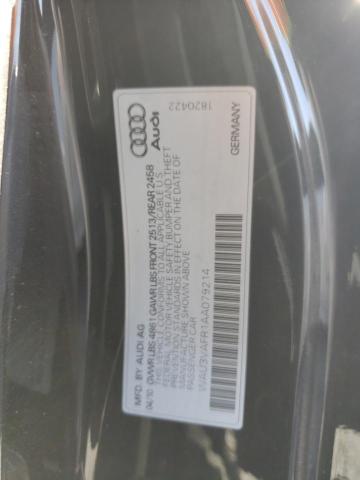 MFD. BY AUDI AG
04/10 GVWR LBS 4861 GAWR LBS FRONT 2513/REAR 2458
THIS VEHICLE CONFORMS TO ALL APPLICABLE U.S.
FEDERAL MOTOR VEHICLE SAFETY BUMPER AND THEFT
PREVENTION STANDARDS IN EFFECT ON THE DATE OF
MANUFACTURE SHOWN ABOVE
PASSENGER CAR
WAU3VAFR1AA079214
Audi
1820422
GERMANY